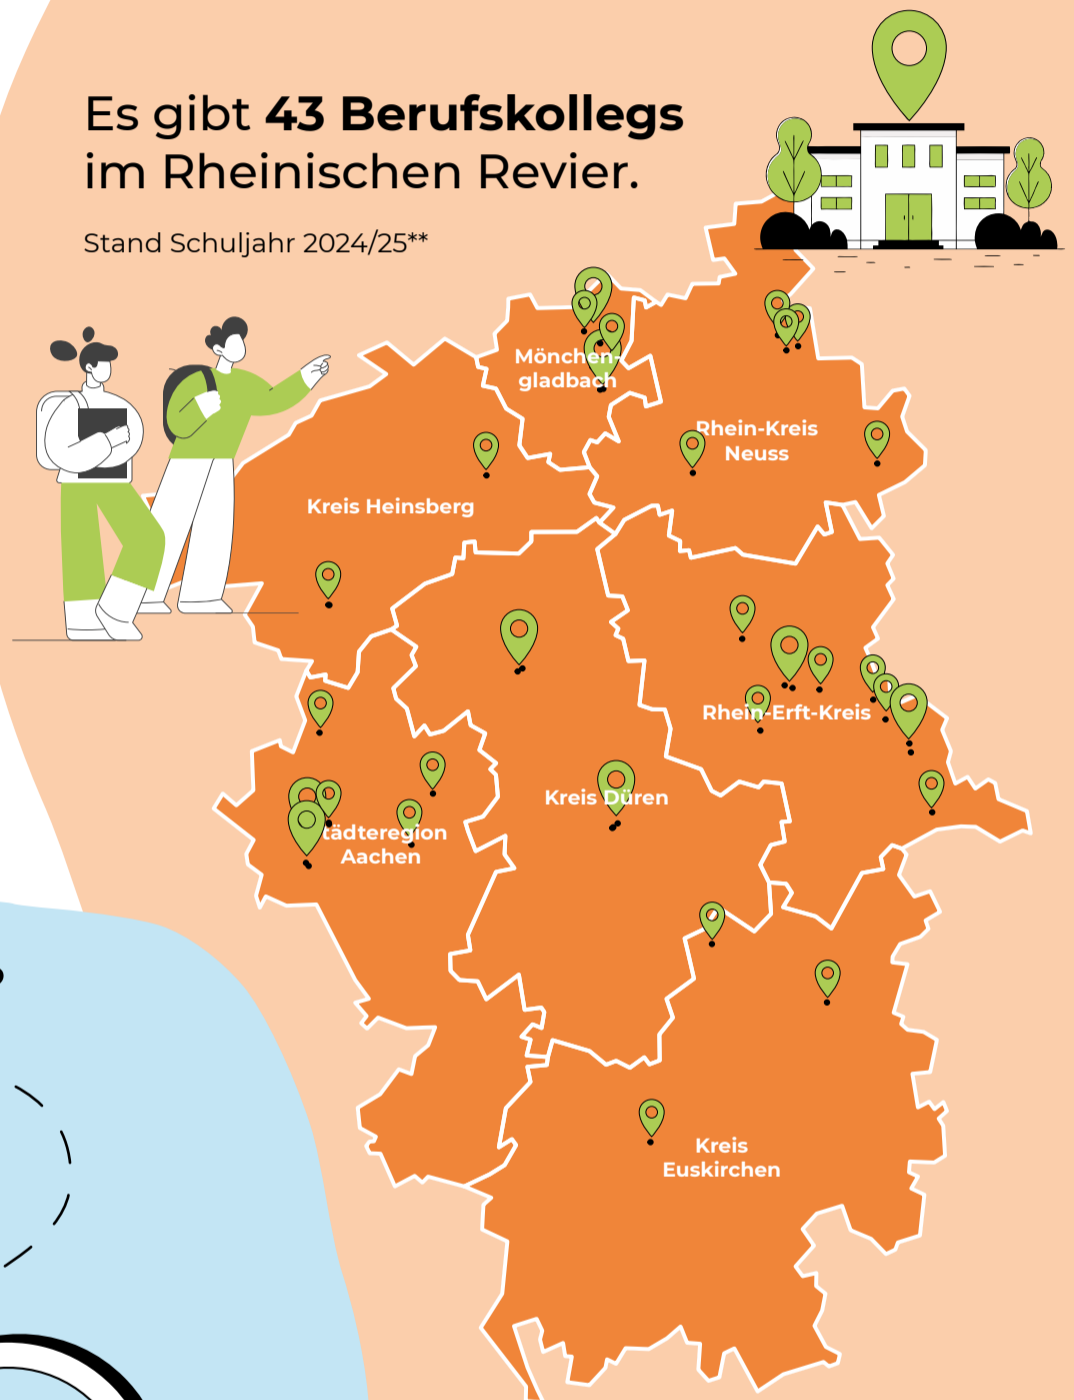 Es gibt 43 Berufskollegs
im Rheinischen Revier.
Stand Schuljahr 2024/25**
Mönchen-
gladbach
Rhein-Kreis
Neuss
Kreis Heinsberg
Rhein-Erft-Kreis
Kreis Düren
tädteregion
Aachen
Kreis
Euskirchen